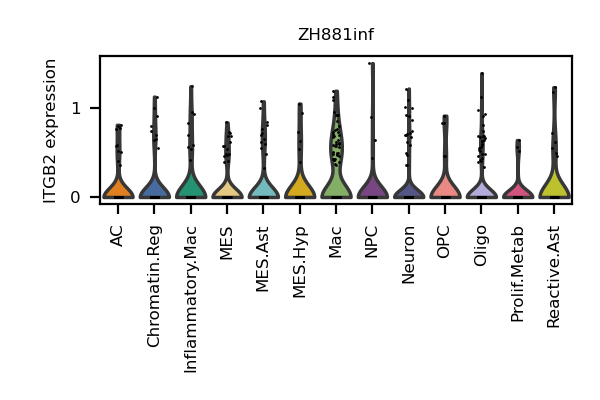 ZH881inf
ITGB2 expression
1
0
AC
Chromatin.Reg
Inflammatory.Mac
MES
MES.Ast
MES.Hyp
Mac
NPC
Neuron
OPC
Oligo
Prolif.Metab
Reactive.Ast